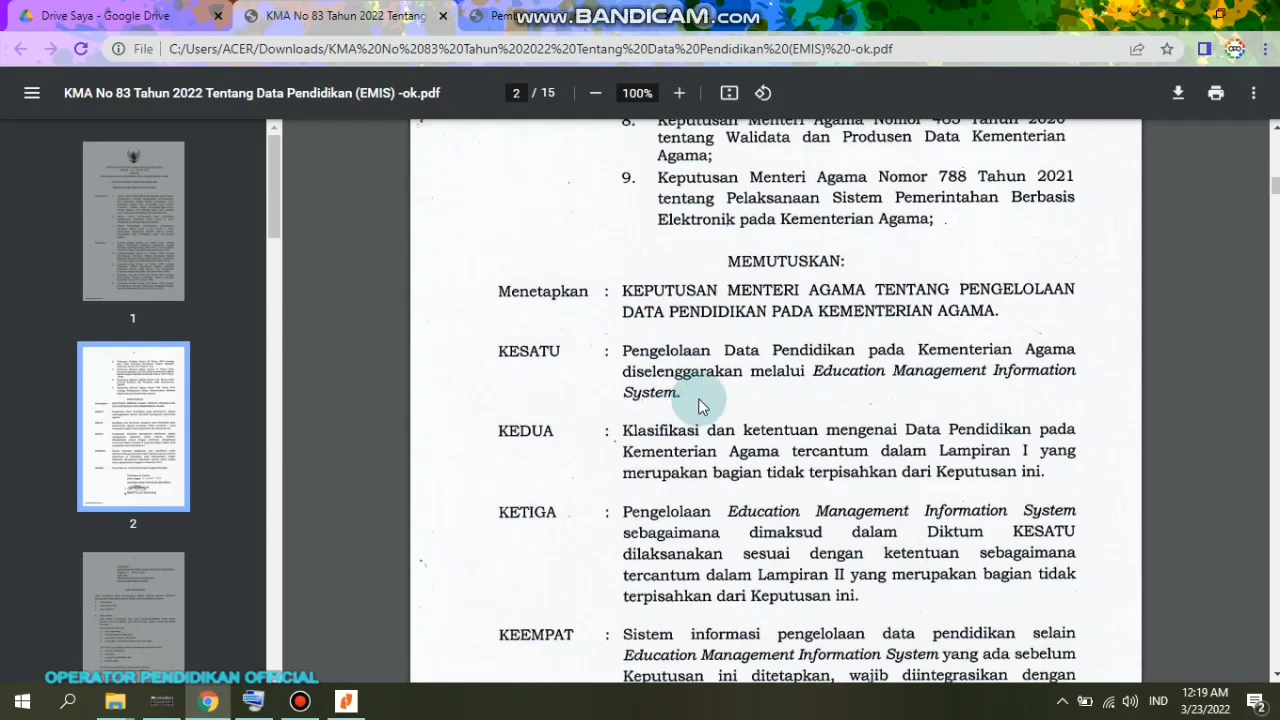 Drive Saya - Google Drive
KMA No 83 Tahun 2022 Tentang
www.BANDICAM.com
File
C:/Users/ACER/Downloads/KMA%20No%2083%20Tahun%202022%20Tentang%20Data%20Pendidikan%20(EMIS)%20-ok.pdf
KMA No 83 Tahun 2022 Tentang Data Pendidikan (EMIS) -ok.pdf
2 / 15
100%
8. Keputusan Menteri Agama Nomor 465 Tahun 2020
tentang Walidata dan Produsen Data Kementerian
Agama;
9. Keputusan Menteri Agama Nomor 788 Tahun 2021
tentang Pelaksanaan Sistem Pemerintahan Berbasis
Elektronik pada Kementerian Agama;
MEMUTUSKAN:
Menetapkan : KEPUTUSAN MENTERI AGAMA TENTANG PENGELOLAAN
DATA PENDIDIKAN PADA KEMENTERIAN AGAMA.
KESATU : Pengelolaan Data Pendidikan pada Kementerian Agama
diselenggarakan melalui Education Management Information
System.
KEDUA : Klasifikasi dan ketentuan mengenai Data Pendidikan pada
Kementerian Agama tercantum dalam Lampiran I yang
merupakan bagian tidak terpisahkan dari Keputusan ini.
KETIGA : Pengelolaan Education Management Information System
sebagaimana dimaksud dalam Diktum KESATU
dilaksanakan sesuai dengan ketentuan sebagaimana
tercantum dalam Lampiran II yang merupakan bagian tidak
terpisahkan dari Keputusan ini.
KEEMPAT : Sistem informasi pengelolaan data pendidikan selain
Education Management Information System yang ada sebelum
Keputusan ini ditetapkan, wajib diintegrasikan dengan
1
2
OPERATOR PENDIDIKAN OFFICIAL
IND
12:19 AM
3/23/2022
2